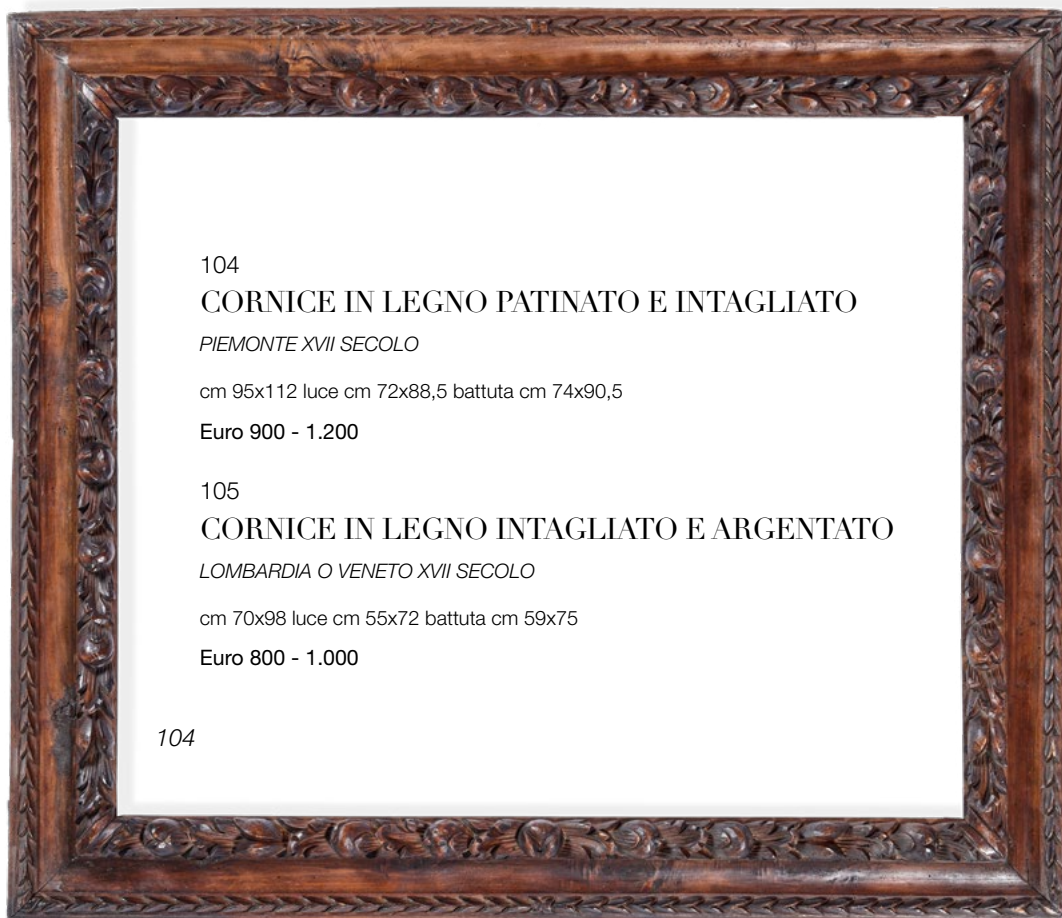 104
CORNICE IN LEGNO PATINATO E INTAGLIATO
PIEMONTE XVII SECOLO
cm 95x112 luce cm 72x88,5 battuta cm 74x90,5
Euro 900 - 1.200
105
CORNICE IN LEGNO INTAGLIATO E ARGENTATO
LOMBARDIA O VENETO XVII SECOLO
cm 70x98 luce cm 55x72 battuta cm 59x75
Euro 800 - 1.000
104